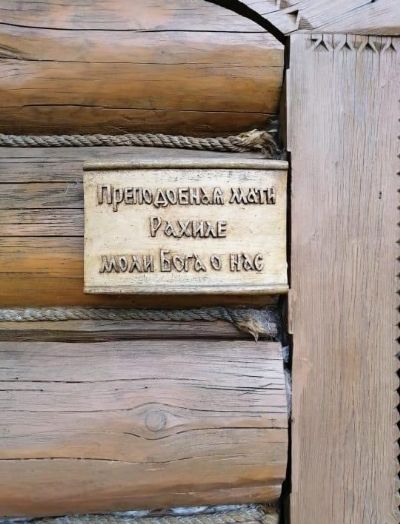 Преподобная мати
Рахиле
моли Бога о нас